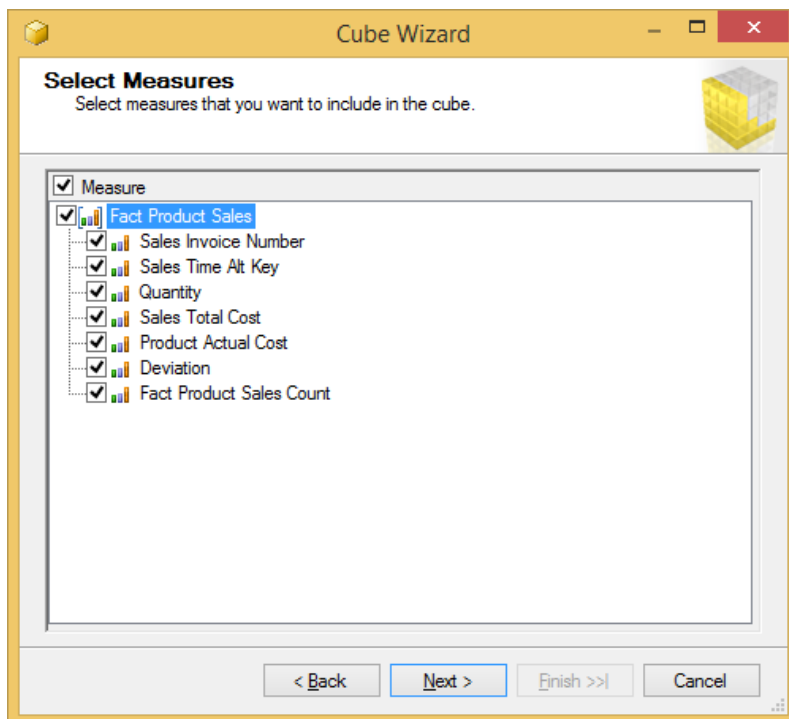 Cube Wizard
Select Measures
Select measures that you want to include in the cube.
Measure
Fact Product Sales
Sales Invoice Number
Sales Time Alt Key
Quantity
Sales Total Cost
Product Actual Cost
Deviation
Fact Product Sales Count
< Back Next > Finish >>| Cancel